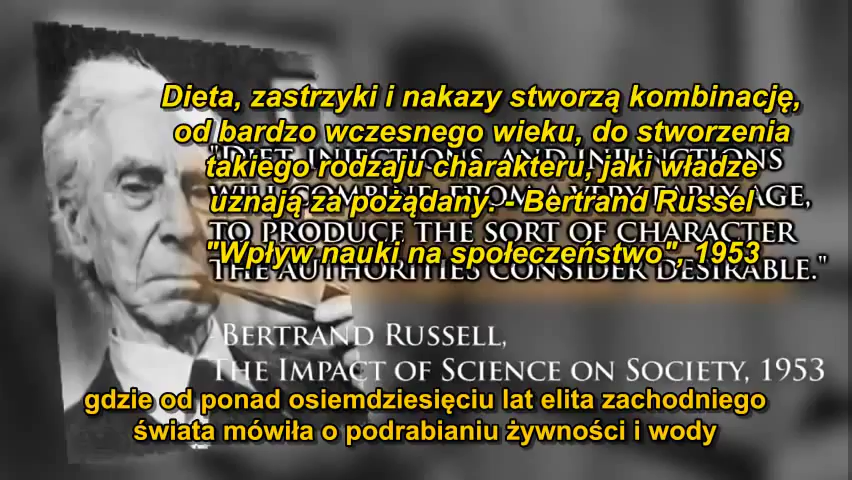 Dieta, zastrzyki i nakazy stworzą kombinację,
od bardzo wczesnego wieku, do stworzenia
takiego rodzaju charakteru, jaki władze
uznają za pożądany. - Bertrand Russel
"Wpływ nauki na społeczeństwo", 1953
"Diet, injections, and injunctions
will combine, from a very early age,
to produce the sort of character
the authorities consider desirable."
-Bertrand Russell,
The Impact of Science on Society, 1953
gdzie od ponad osiemdziesięciu lat elita zachodniego
świata mówiła o podrabianiu żywności i wody